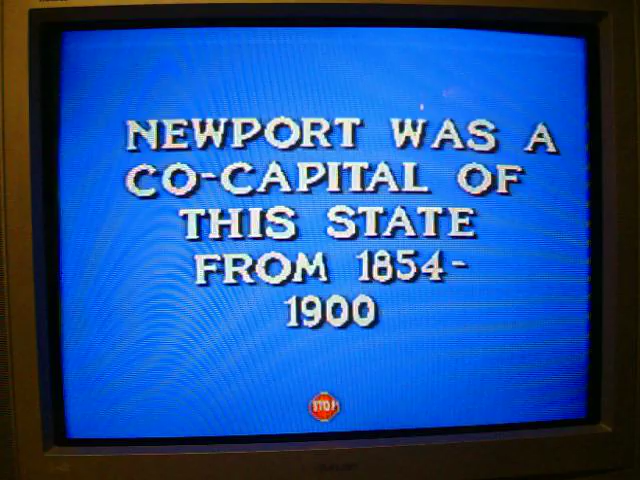 NEWPORT WAS A
CO-CAPITAL OF
THIS STATE
FROM 1854-
1900
STOP